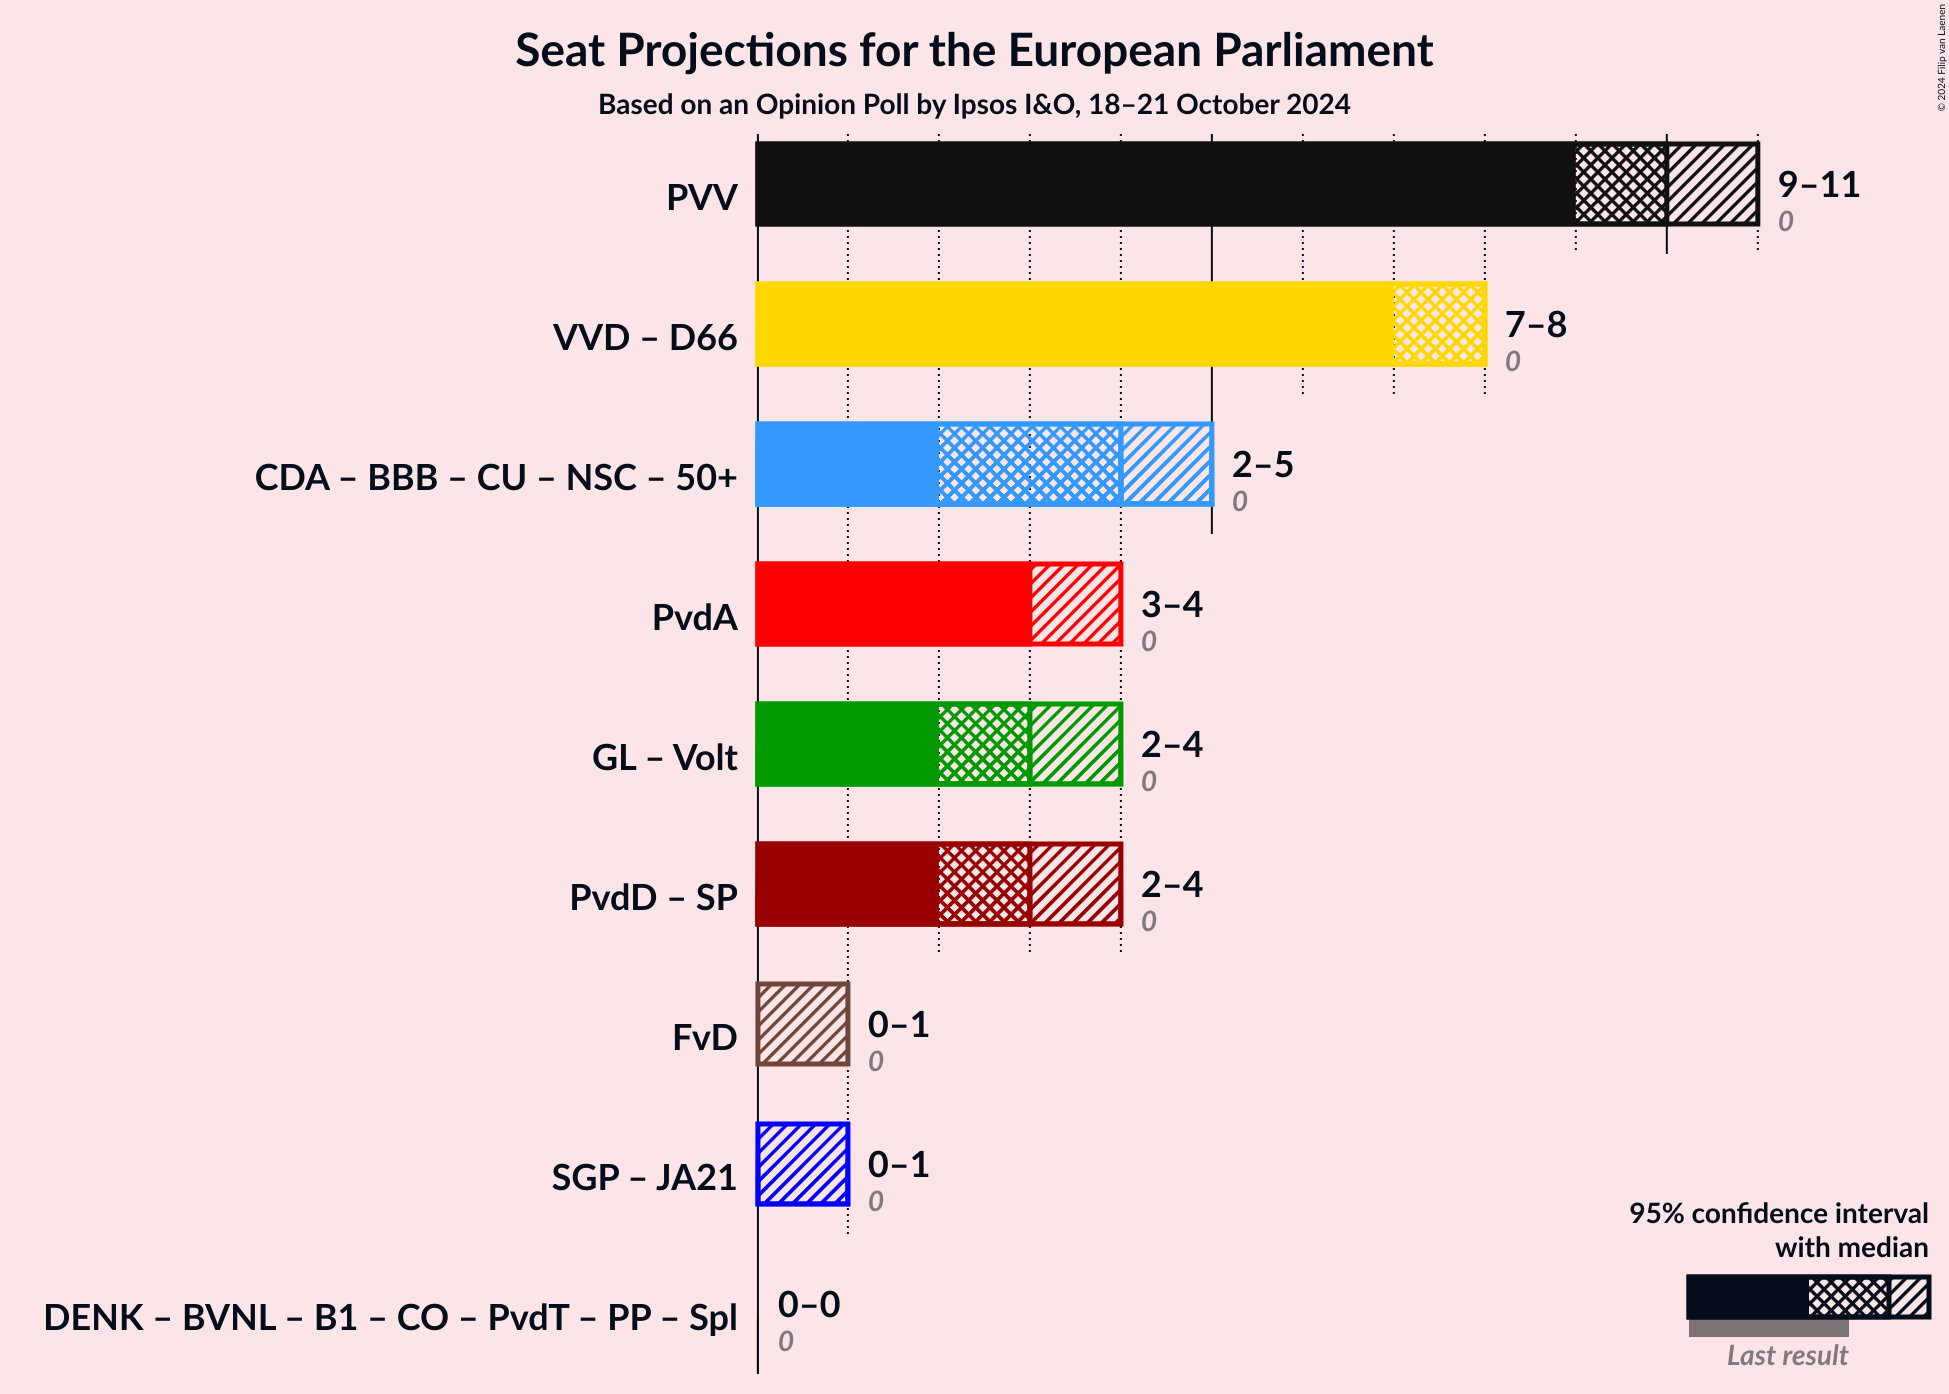 Seat Projections for the European Parliament
Based on an Opinion Poll by Ipsos I&O, 18–21 October 2024
© 2024 Filip van Laenen
PVV
9–11
0
VVD – D66
7–8
0
CDA – BBB – CU – NSC – 50+
2–5
0
PvdA
3–4
0
GL – Volt
2–4
0
PvdD – SP
2–4
0
FvD
0–1
0
SGP – JA21
0–1
0
DENK – BVNL – B1 – CO – PvdT – PP – Spl
0–0
0
95% confidence interval
with median
Last result